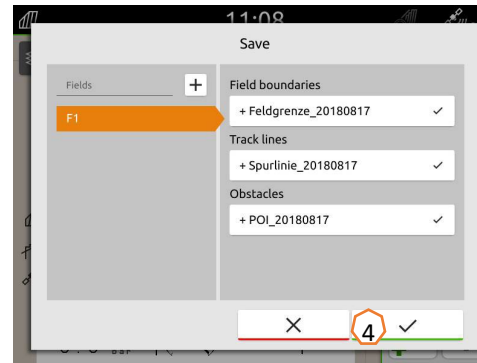 11:08
Save
Fields
+
F1
Field boundaries
+ Feldgrenze_20180817
Track lines
+ Spurlinie_20180817
Obstacles
+ POI_20180817
4